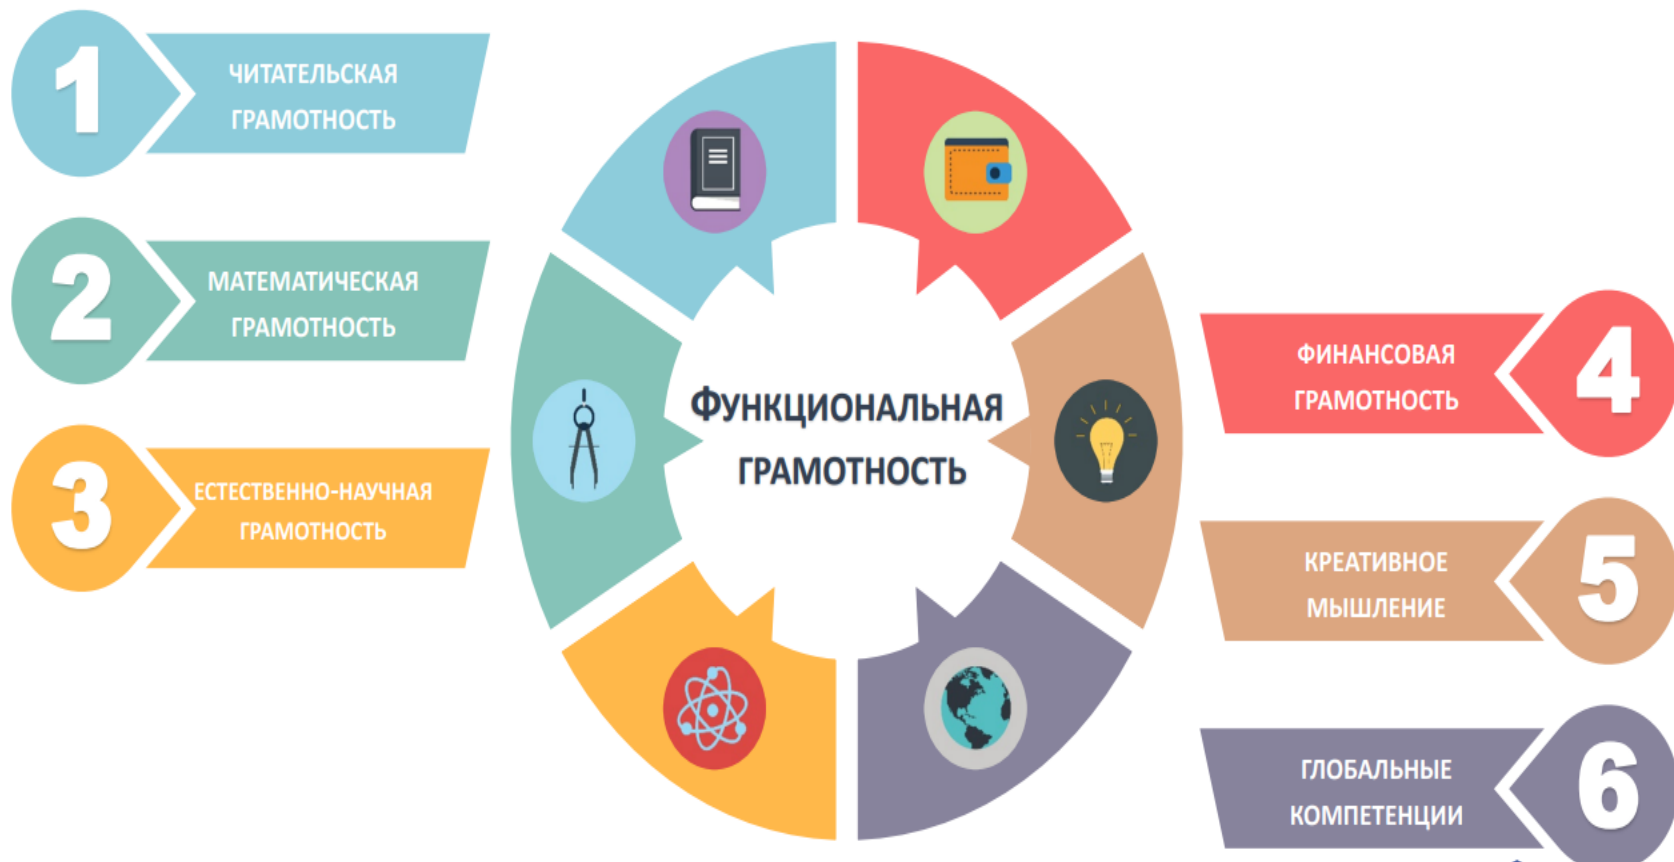 1
ЧИТАТЕЛЬСКАЯ
ГРАМОТНОСТЬ
2
МАТЕМАТИЧЕСКАЯ
ГРАМОТНОСТЬ
3
ЕСТЕСТВЕННО-НАУЧНАЯ
ГРАМОТНОСТЬ
ФУНКЦИОНАЛЬНАЯ
ГРАМОТНОСТЬ
ФИНАНСОВАЯ
ГРАМОТНОСТЬ
4
КРЕАТИВНОЕ
МЫШЛЕНИЕ
5
ГЛОБАЛЬНЫЕ
КОМПЕТЕНЦИИ
6